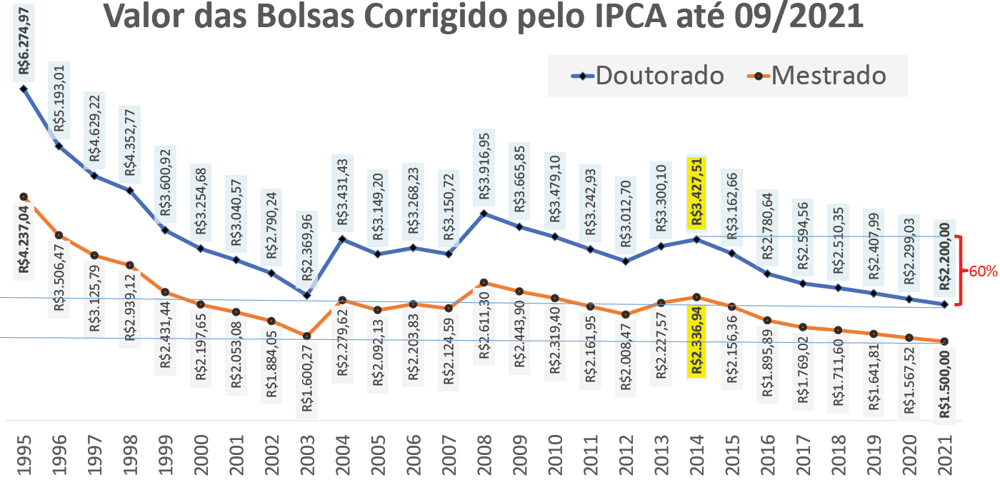 Valor das Bolsas Corrigido pelo IPCA até 09/2021
Doutorado
Mestrado
R$6.274,97
R$5.193,01
R$4.629,22
R$4.352,77
R$3.600,92
R$3.254,68
R$3.040,57
R$2.790,24
R$2.369,96
R$3.431,43
R$3.149,20
R$3.268,23
R$3.150,72
R$3.916,95
R$3.665,85
R$3.479,10
R$3.242,93
R$3.012,70
R$3.300,10
R$3.427,51
R$3.162,66
R$2.780,64
R$2.594,56
R$2.510,35
R$2.407,99
R$2.299,03
R$2.200,00
60%
R$4.237,04
R$3.506,47
R$3.125,79
R$2.939,12
R$2.431,44
R$2.197,65
R$2.053,08
R$1.884,05
R$1.600,27
R$2.279,62
R$2.092,13
R$2.203,83
R$2.124,59
R$2.611,30
R$2.443,90
R$2.319,40
R$2.161,95
R$2.008,47
R$2.227,57
R$2.336,94
R$2.156,36
R$1.895,89
R$1.769,02
R$1.711,60
R$1.641,81
R$1.567,52
R$1.500,00
1995
1996
1997
1998
1999
2000
2001
2002
2003
2004
2005
2006
2007
2008
2009
2010
2011
2012
2013
2014
2015
2016
2017
2018
2019
2020
2021